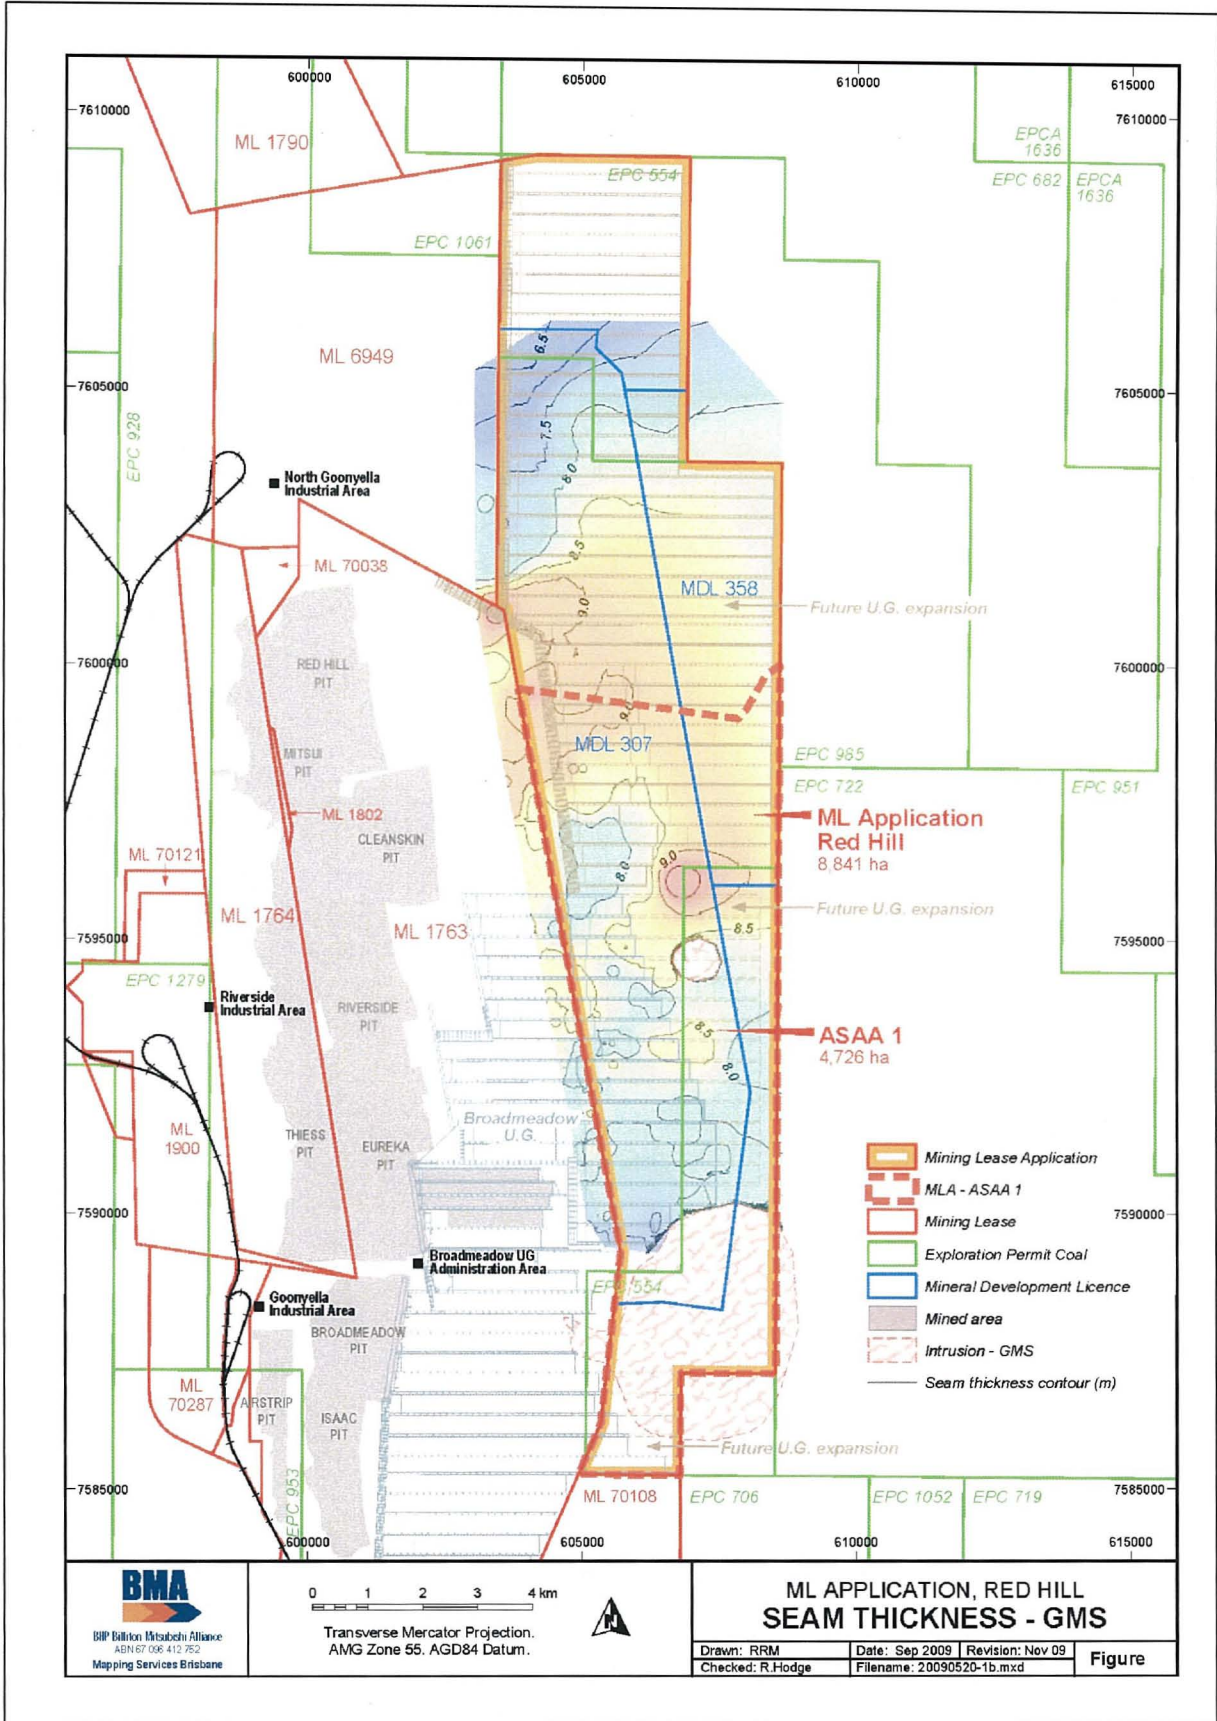 600000
605000
610000
615000
7610000
7610000
ML 1790
EPCA
1636
EPC 554
EPC 682
EPCA
1636
EPC 1061
6.5
ML 6949
7605000
7605000
EPC 928
7.5
8.0
North Goonyella
Industrial Area
8.5
ML 70038
MDL 358
9.0
Future U.G. expansion
7600000
7600000
RED HILL
PIT
9.0
MDL 307
MITSUI
PIT
EPC 985
EPC 722
EPC 951
ML 1802
ML Application
Red Hill
8,841 ha
CLEANSKIN
PIT
ML 70121
9.0
8.0
Future U.G. expansion
ML 1764
ML 1763
8.5
7595000
7595000
EPC 1279
Riverside
Industrial Area
RIVERSIDE
PIT
8.5
ASAA 1
4,726 ha
8.0
Broadmeadow
U.G.
ML
1900
THIESS
PIT
EUREKA
PIT
Mining Lease Application
MLA - ASAA 1
7590000
7590000
Mining Lease
Broadmeadow UG
Administration Area
Exploration Permit Coal
EPC 554
Mineral Development Licence
Goonyella
Industrial Area
Mined area
BROADMEADOW
PIT
Intrusion - GMS
Seam thickness contour (m)
ML
70287
AIRSTRIP
PIT
ISAAC
PIT
Future U.G. expansion
EPC 953
7585000
ML 70108
EPC 706
EPC 1052
EPC 719
7585000
600000
605000
610000
615000
BMA
BHP Billiton Mitsubishi Alliance
ABN 67 096 412 752
Mapping Services Brisbane
0 1 2 3 4 km
Transverse Mercator Projection.
AMG Zone 55. AGD84 Datum.
N
ML APPLICATION, RED HILL
SEAM THICKNESS - GMS
Drawn: RRM
Date: Sep 2009
Revision: Nov 09
Checked: R.Hodge
Filename: 20090520-1b.mxd
Figure